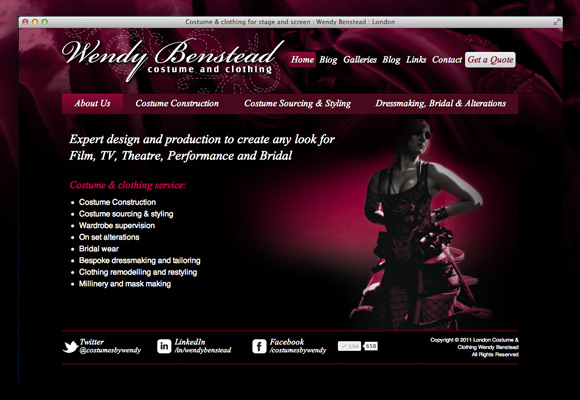 Costume & clothing for stage and screen : Wendy Benstead : London
Wendy Benstead
costume and clothing
Home Biog Galleries Blog Links Contact Get a Quote
About Us Costume Construction Costume Sourcing & Styling Dressmaking, Bridal & Alterations
Expert design and production to create any look for
Film, TV, Theatre, Performance and Bridal
Costume & clothing service:
Costume Construction
Costume sourcing & styling
Wardrobe supervision
On set alterations
Bridal wear
Bespoke dressmaking and tailoring
Clothing remodelling and restyling
Millinery and mask making
Twitter
@costumesbywendy
LinkedIn
/in/wendybenstead
Facebook
/costumesbywendy
Like 658
Copyright © 2011 London Costume &
Clothing Wendy Benstead
All Rights Reserved